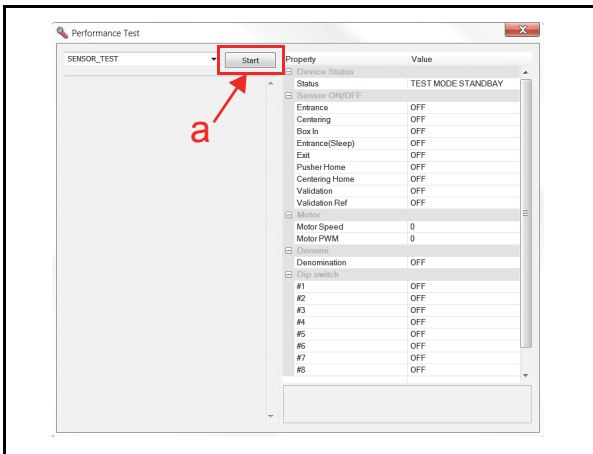 Performance Test
SENSOR_TEST
Start
a
Property Value
Device Status
Status TEST MODE STANDBAY
Sensor ON/OFF
Entrance OFF
Centering OFF
Box In OFF
Entrance(Sleep) OFF
Exit OFF
Pusher Home OFF
Centering Home OFF
Validation OFF
Validation Ref OFF
Motor
Motor Speed 0
Motor PWM 0
Denomi
Denomination OFF
Dip switch
#1 OFF
#2 OFF
#3 OFF
#4 OFF
#5 OFF
#6 OFF
#7 OFF
#8 OFF